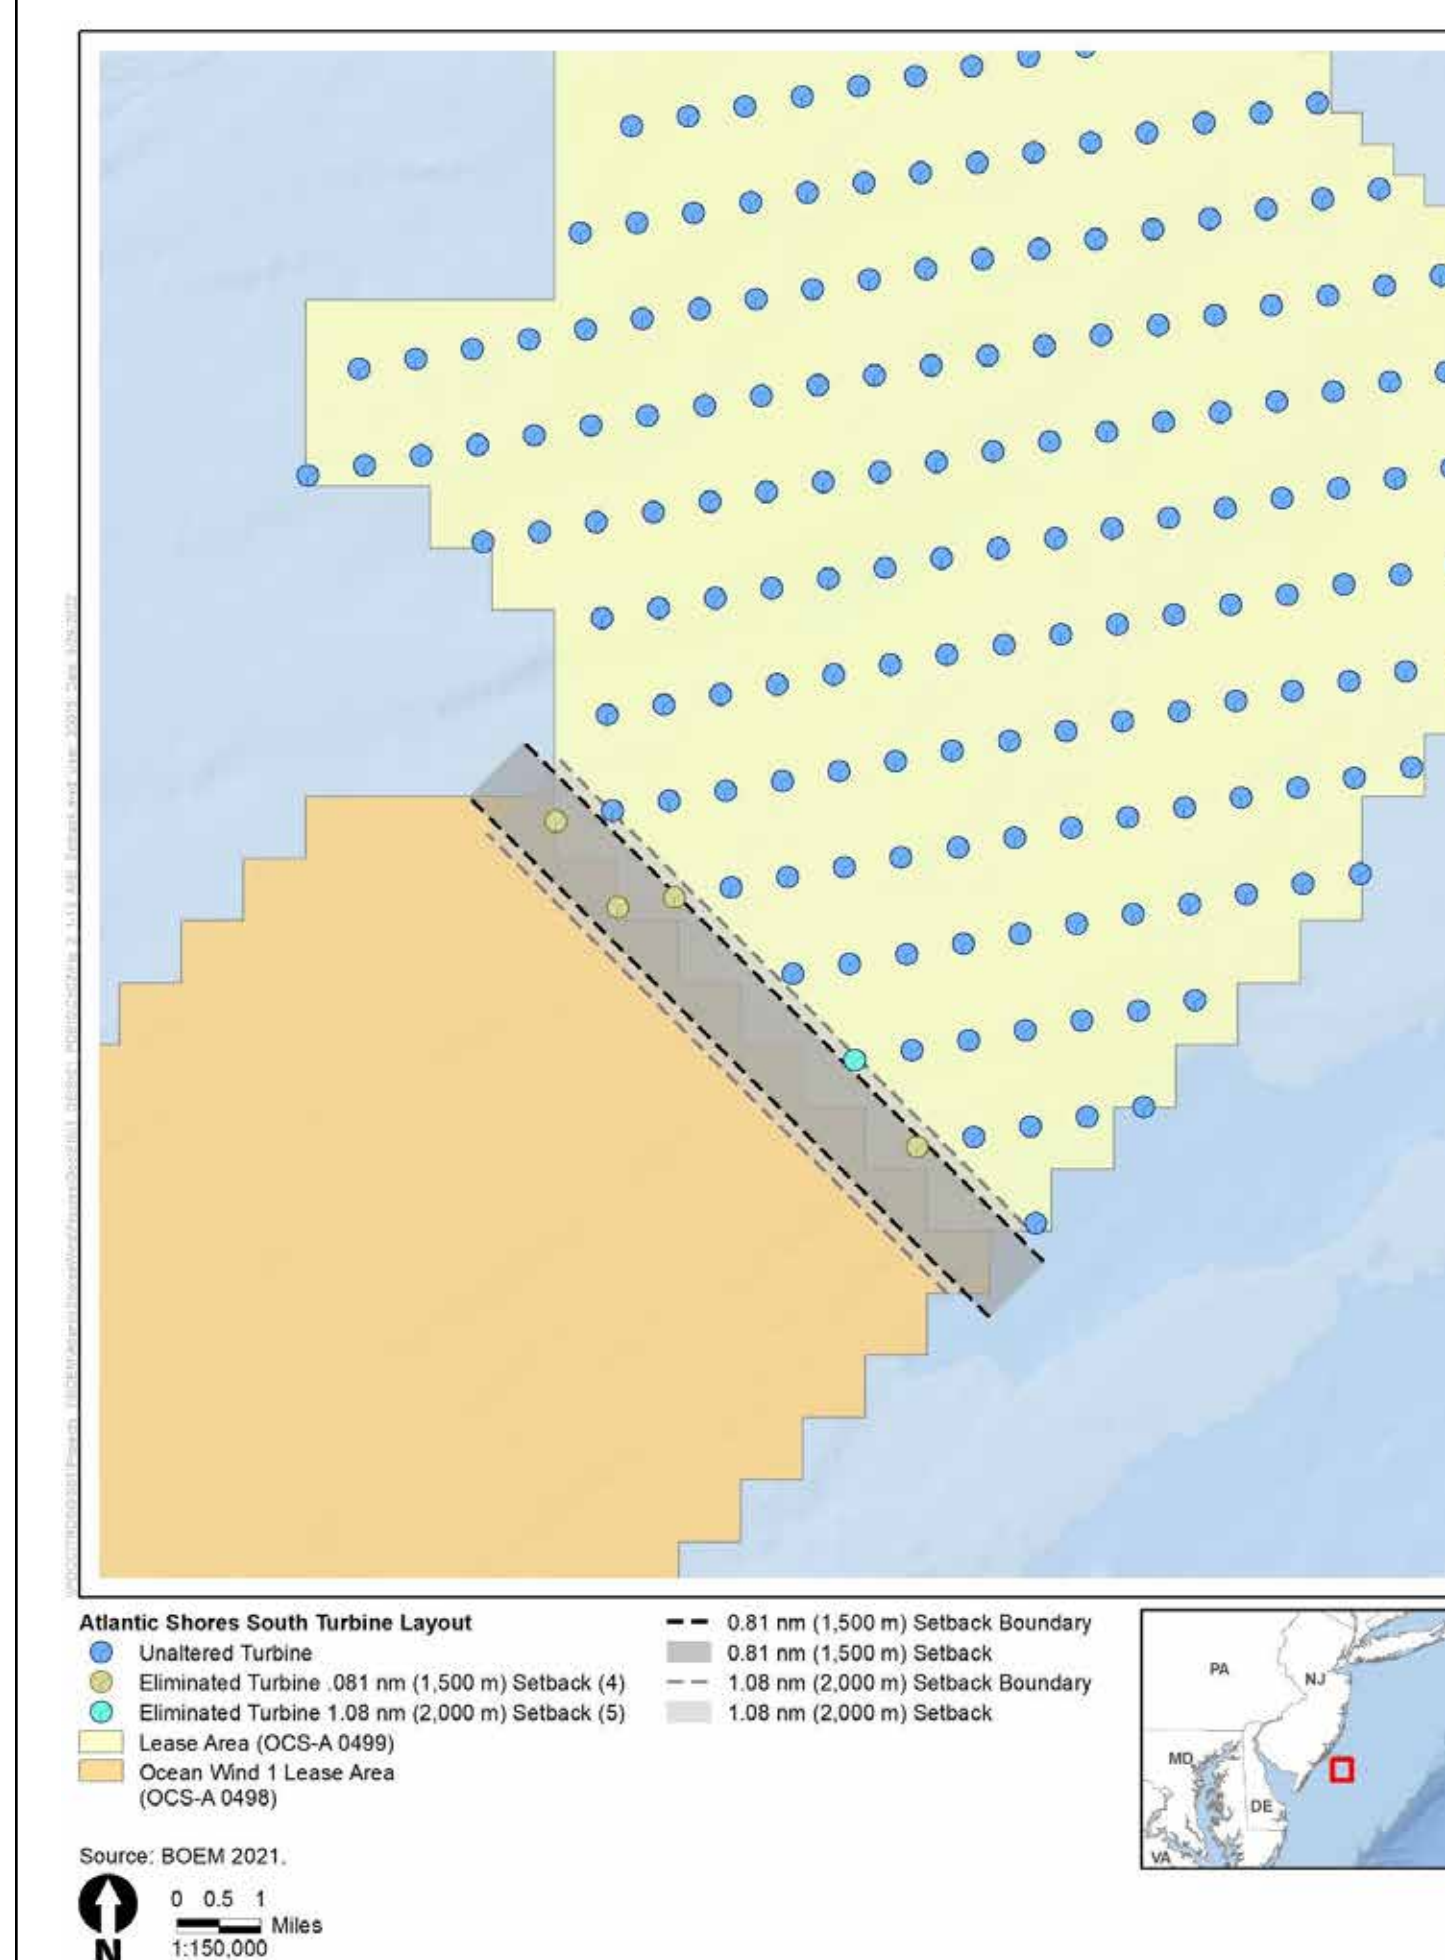 Atlantic Shores South Turbine Layout
Unaltered Turbine
Eliminated Turbine .081 nm (1,500 m) Setback (4)
Eliminated Turbine 1.08 nm (2,000 m) Setback (5)
Lease Area (OCS-A 0499)
Ocean Wind 1 Lease Area
(OCS-A 0498)
0.81 nm (1,500 m) Setback Boundary
0.81 nm (1,500 m) Setback
1.08 nm (2,000 m) Setback Boundary
1.08 nm (2,000 m) Setback
PA
NJ
MD
DE
VA
Source: BOEM 2021.
0 0.5 1
Miles
1:150,000
N